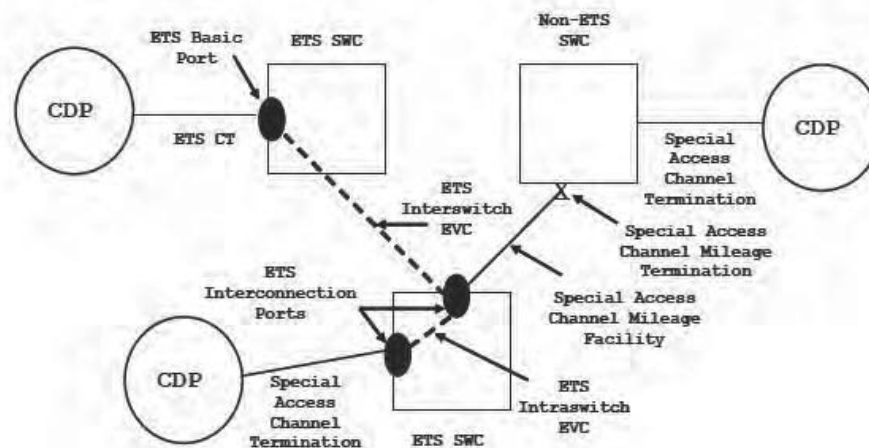 ETS Basic
Port
ETS SWC
Non-ETS
SWC
CDP
CDP
ETS CT
Special
Access
Channel
Termination
ETS
Interswitch
EVC
X
Special Access
Channel Mileage
Termination
ETS
Interconnection
Ports
Special Access
Channel Mileage
Facility
CDP
Special
Access
Channel
Termination
ETS
Intraswitch
EVC
ETS SWC